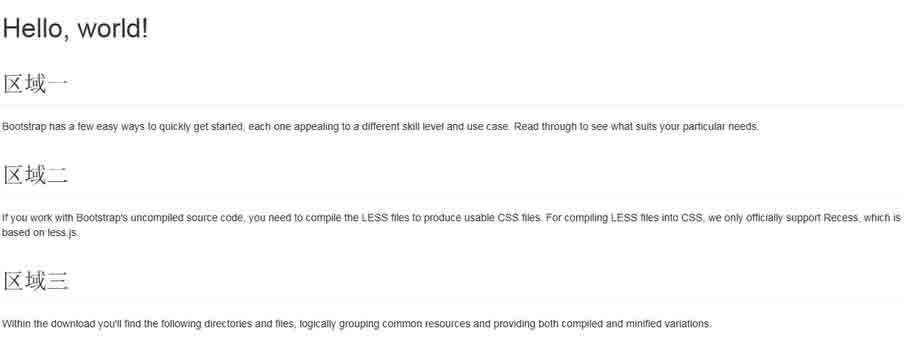 Hello, world!
区域一
Bootstrap has a few easy ways to quickly get started, each one appealing to a different skill level and use case. Read through to see what suits your particular needs.
区域二
If you work with Bootstrap's uncompiled source code, you need to compile the LESS files to produce usable CSS files. For compiling LESS files into CSS, we only officially support Recess, which is
based on less.js.
区域三
Within the download you'll find the following directories and files, logically grouping common resources and providing both compiled and minified variations.